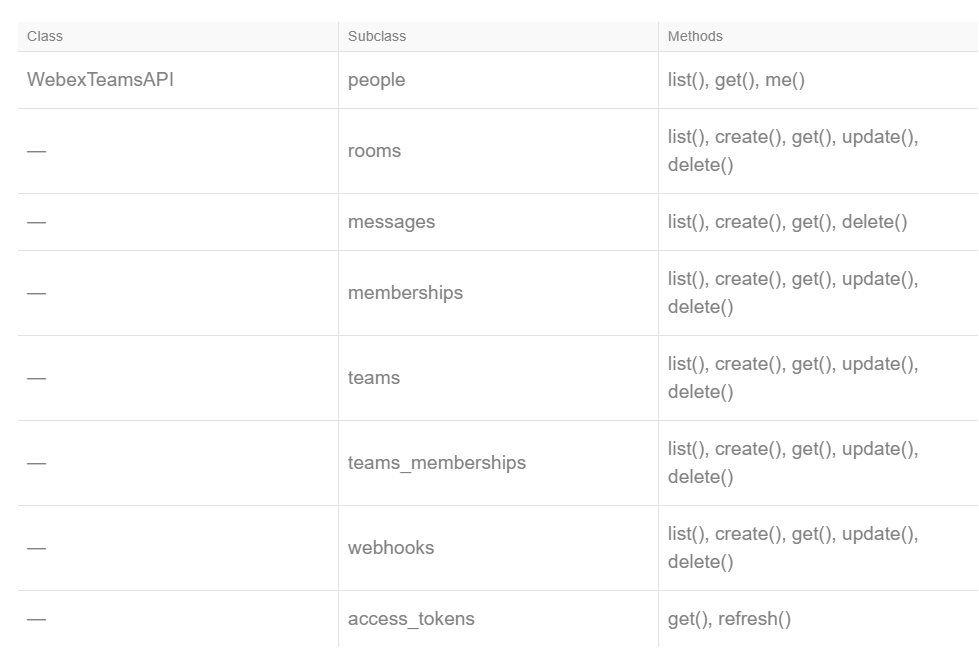 Class Subclass Methods
WebexTeamsAPI people list(), get(), me()
— rooms list(), create(), get(), update(),
delete()
— messages list(), create(), get(), delete()
— memberships list(), create(), get(), update(),
delete()
— teams list(), create(), get(), update(),
delete()
— teams_memberships list(), create(), get(), update(),
delete()
— webhooks list(), create(), get(), update(),
delete()
— access_tokens get(), refresh()